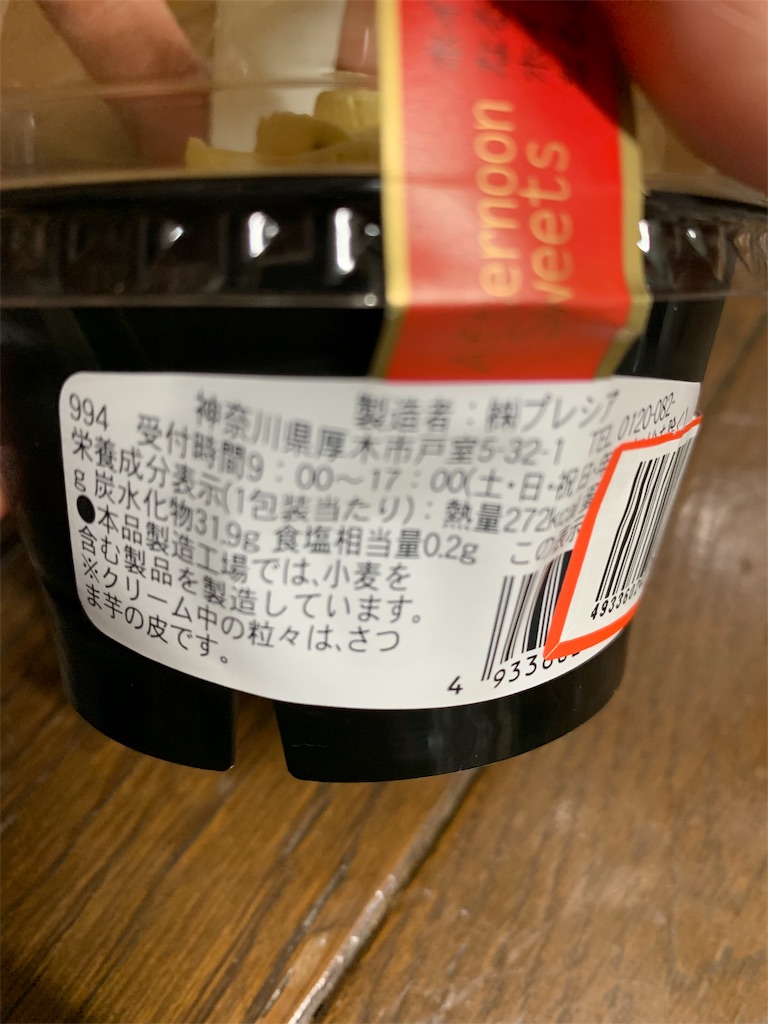 ernoon
weets
製造者：㈱プレシア
994 神奈川県厚木市戸室5-32-1 TEL 0120-082-
受付時間9：00～17：00(土・日・祝日
栄養成分表示(1包装当たり)：熱量272kcal
g 炭水化物31.9g 食塩相当量0.2g この表示
●本品製造工場では、小麦を
含む製品を製造しています。
※クリーム中の粒々は、さつ
ま芋の皮です。
4 933602
4933602